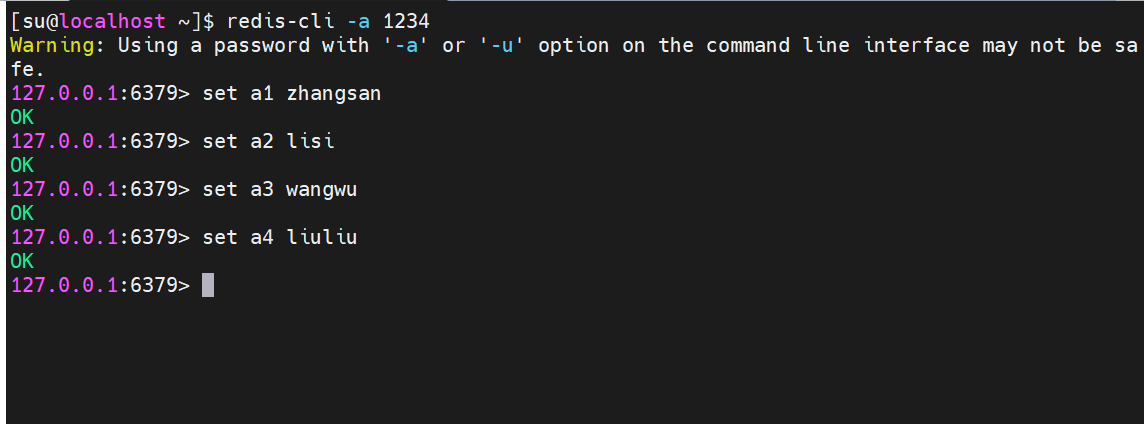 [su@localhost ~]$ redis-cli -a 1234
Warning: Using a password with '-a' or '-u' option on the command line interface may not be sa
fe.
127.0.0.1:6379> set a1 zhangsan
OK
127.0.0.1:6379> set a2 lisi
OK
127.0.0.1:6379> set a3 wangwu
OK
127.0.0.1:6379> set a4 liuliu
OK
127.0.0.1:6379>